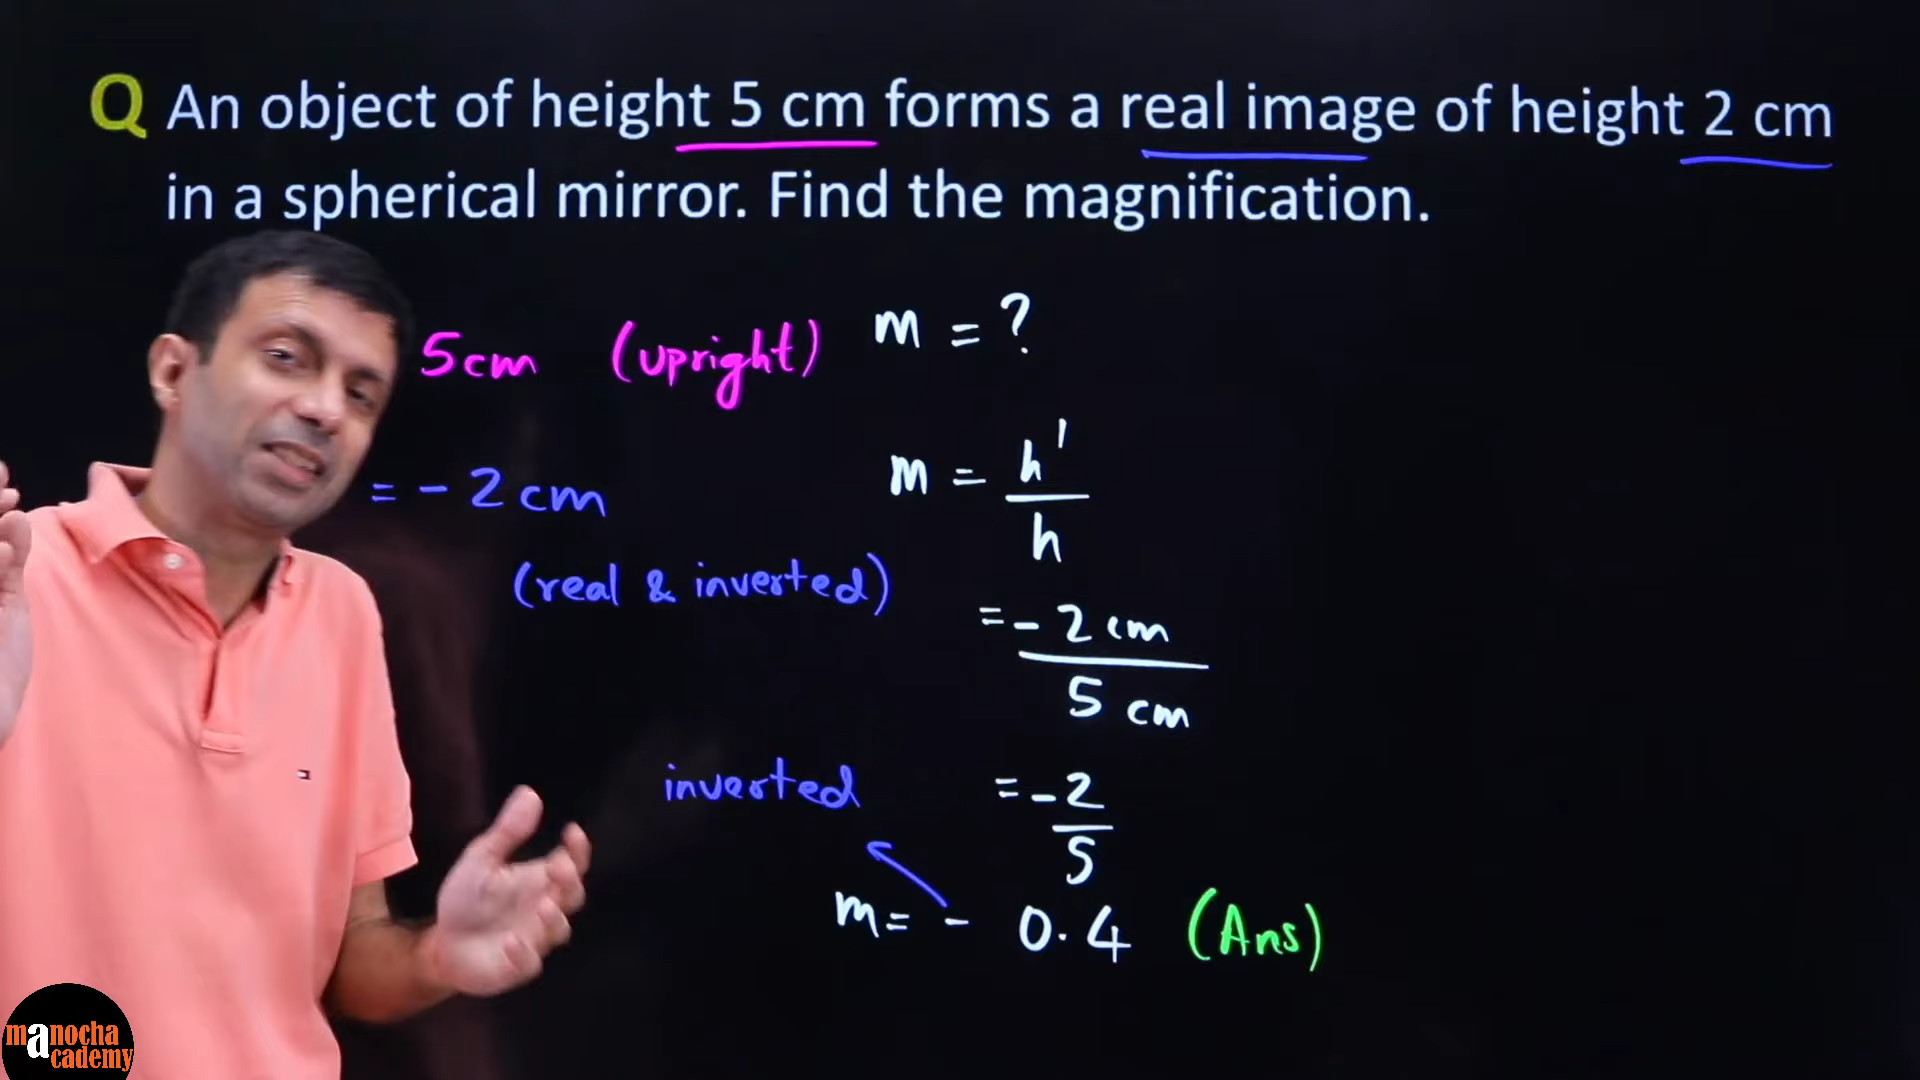 Q An object of height 5 cm forms a real image of height 2 cm
in a spherical mirror. Find the magnification.
5cm (upright)
m = ?
= - 2 cm
(real & inverted)
m = h'
h
= - 2 cm
5 cm
= - 2
5
inverted
m = - 0.4 (Ans)
manocha
academy